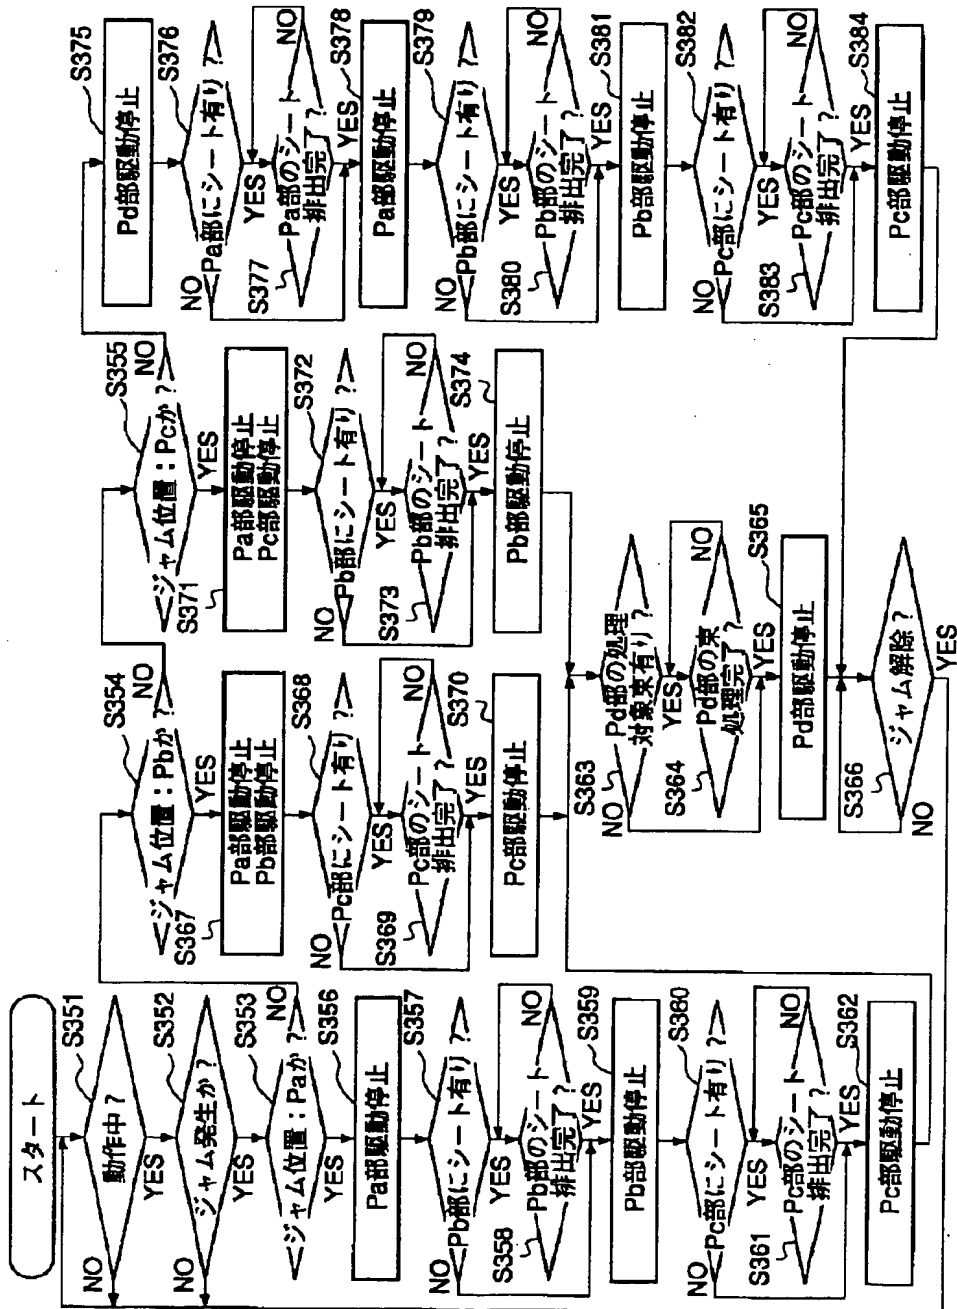 スタート
S351
動作中?
NO
YES
S352
ジャム発生か?
NO
YES
S353
ジャム位置:Paか?
NO
YES
S356
Pa部駆動停止
S357
Pb部にシート有り?
NO
YES
S358
Pb部のシート
排出完了?
NO
YES
S359
Pb部駆動停止
S380
Pc部にシート有り?
NO
YES
S361
Pc部のシート
排出完了?
NO
YES
S362
Pc部駆動停止
S354
ジャム位置:Pbか?
NO
YES
S367
Pa部駆動停止
Pb部駆動停止
S368
Pc部にシート有り?
NO
YES
S369
Pc部のシート
排出完了?
NO
YES
S370
Pc部駆動停止
S355
ジャム位置:Pcか?
NO
YES
S371
Pa部駆動停止
Pc部駆動停止
S372
Pb部にシート有り?
NO
YES
S373
Pb部のシート
排出完了?
NO
YES
S374
Pb部駆動停止
S363
Pd部の処理
対象束有り?
NO
YES
S364
Pd部の束
処理完了?
NO
YES
S365
Pd部駆動停止
S366
ジャム解除?
NO
YES
S375
Pd部駆動停止
S376
Pa部にシート有り?
NO
YES
S377
Pa部のシート
排出完了?
NO
YES
S378
Pa部駆動停止
S379
Pb部にシート有り?
NO
YES
S380
Pb部のシート
排出完了?
NO
YES
S381
Pb部駆動停止
S382
Pc部にシート有り?
NO
YES
S383
Pc部のシート
排出完了?
NO
YES
S384
Pc部駆動停止